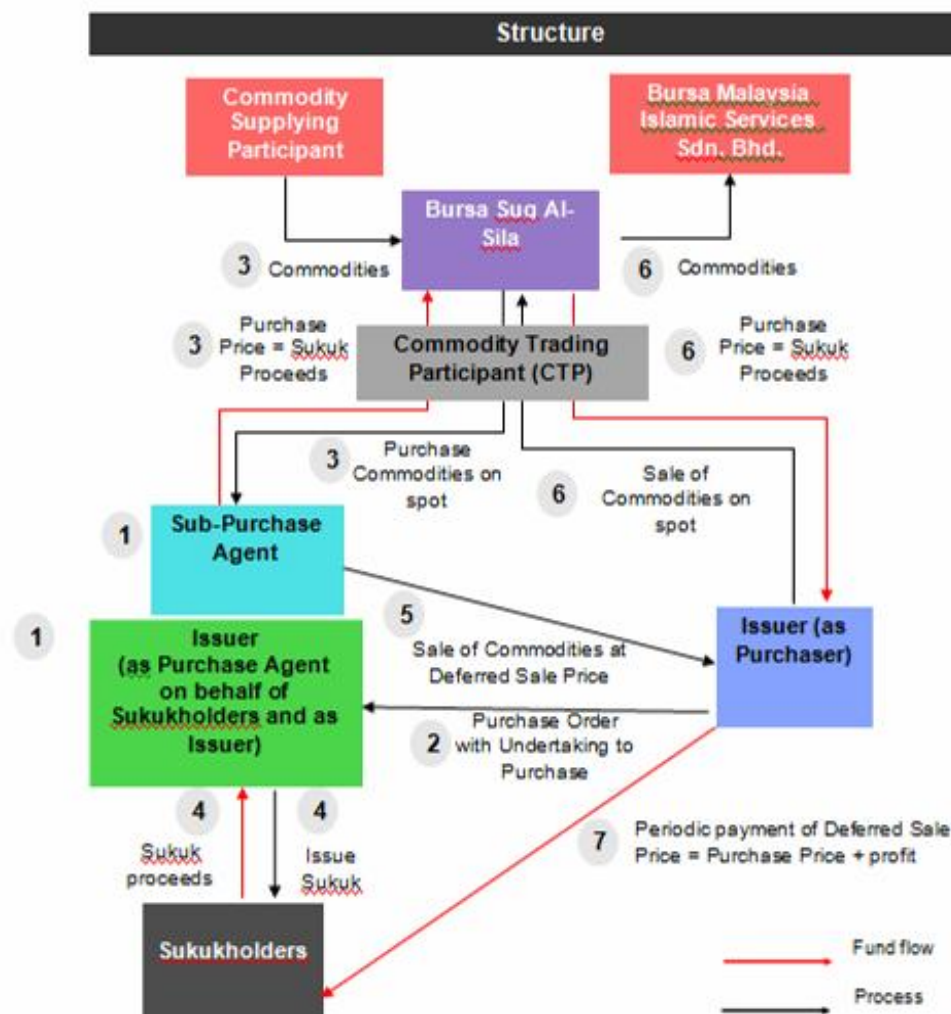 Structure
Commodity
Supplying
Participant
Bursa Malaysia
Islamic Services
Sdn. Bhd.
Bursa Suq Al-
Sila
3
Commodities
6
Commodities
3
Purchase
Price = Sukuk
Proceeds
Commodity Trading
Participant (CTP)
6
Purchase
Price = Sukuk
Proceeds
3
Purchase
Commodities on
spot
6
Sale of
Commodities on
spot
1
Sub-Purchase
Agent
1
Issuer
(as Purchase Agent
on behalf of
Sukukholders and as
Issuer)
5
Sale of Commodities at
Deferred Sale Price
Issuer (as
Purchaser)
2
Purchase Order
with Undertaking to
Purchase
4
Sukuk
proceeds
4
Issue
Sukuk
7
Periodic payment of Deferred Sale
Price = Purchase Price + profit
Sukukholders
Fund flow
Process